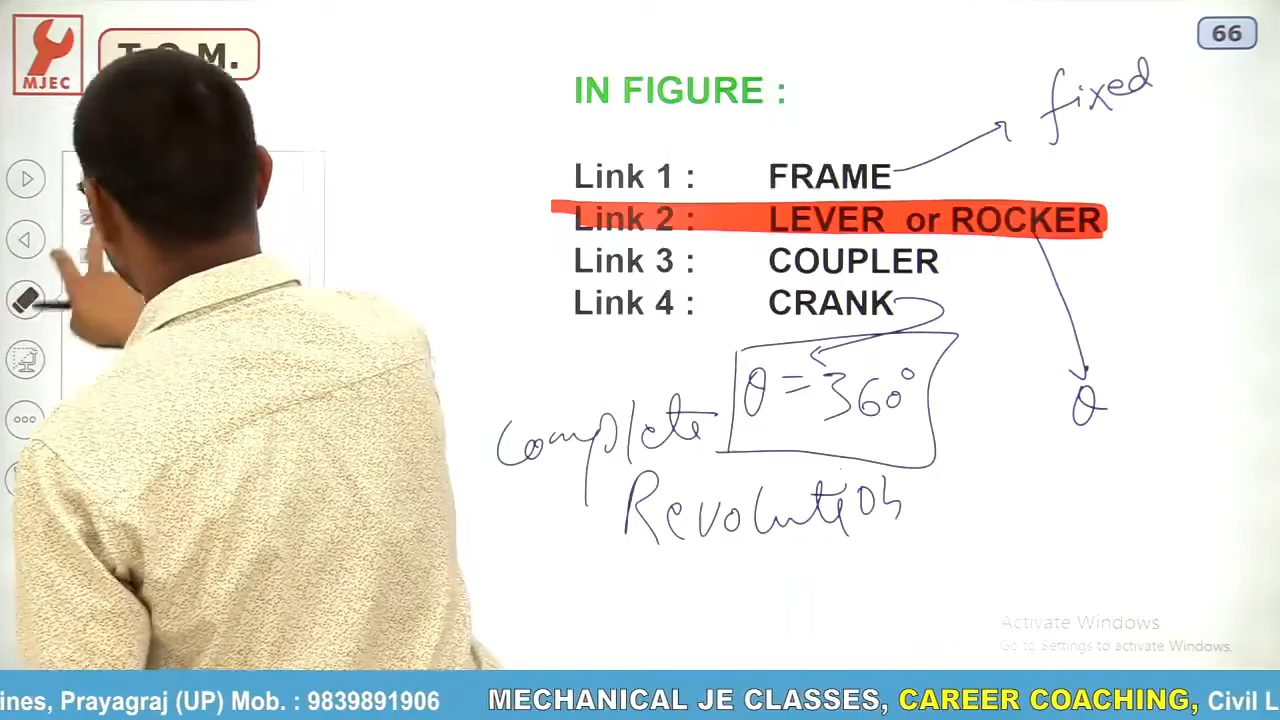 66
MJEC
T.O.M.
IN FIGURE :
fixed
Link 1 : FRAME
Link 2 : LEVER or ROCKER
Link 3 : COUPLER
Link 4 : CRANK
θ = 360°
θ
Complete
Revolution
Activate Windows
Go to Settings to activate Windows.
ines, Prayagraj (UP) Mob. : 9839891906 MECHANICAL JE CLASSES, CAREER COACHING, Civil L